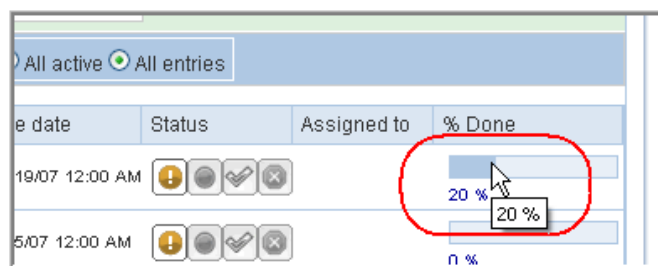 All active All entries
e date Status Assigned to % Done
19/07 12:00 AM
20 %
20 %
5/07 12:00 AM
0 %